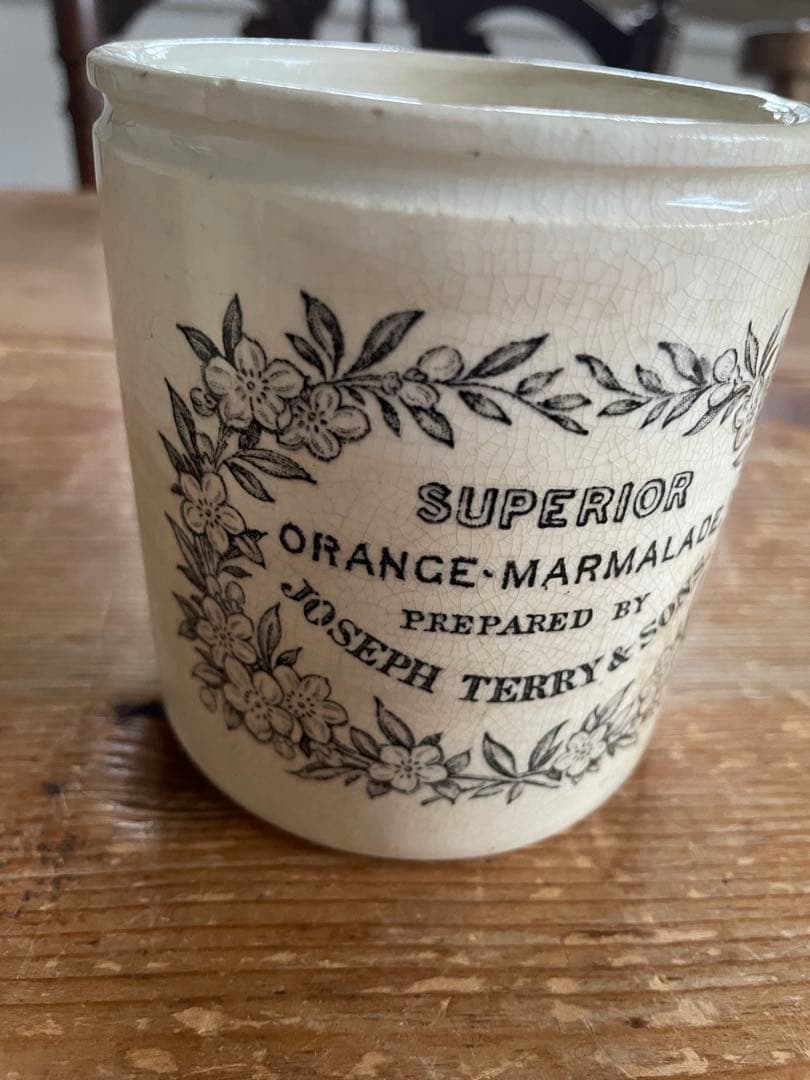 SUPERIOR
ORANGE-MARMALADE
PREPARED BY
JOSEPH TERRY & SONS